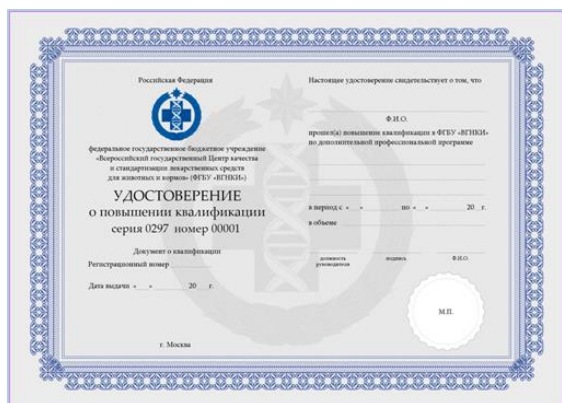 Российская Федерация
федеральное государственное бюджетное учреждение
«Всероссийский государственный Центр качества
и стандартизации лекарственных средств
для животных и кормов» (ФГБУ «ВГНКИ»)
УДОСТОВЕРЕНИЕ
о повышении квалификации
серия 0297 номер 00001
Документ о квалификации
Регистрационный номер
Дата выдачи « » 20 г.
г. Москва
Настоящее удостоверение свидетельствует о том, что
Ф.И.О.
прошел(а) повышение квалификации в ФГБУ «ВГНКИ»
по дополнительной профессиональной программе
в период с « » по « » 20 г.
в объеме
должность подпись Ф.И.О.
руководителя
М.П.